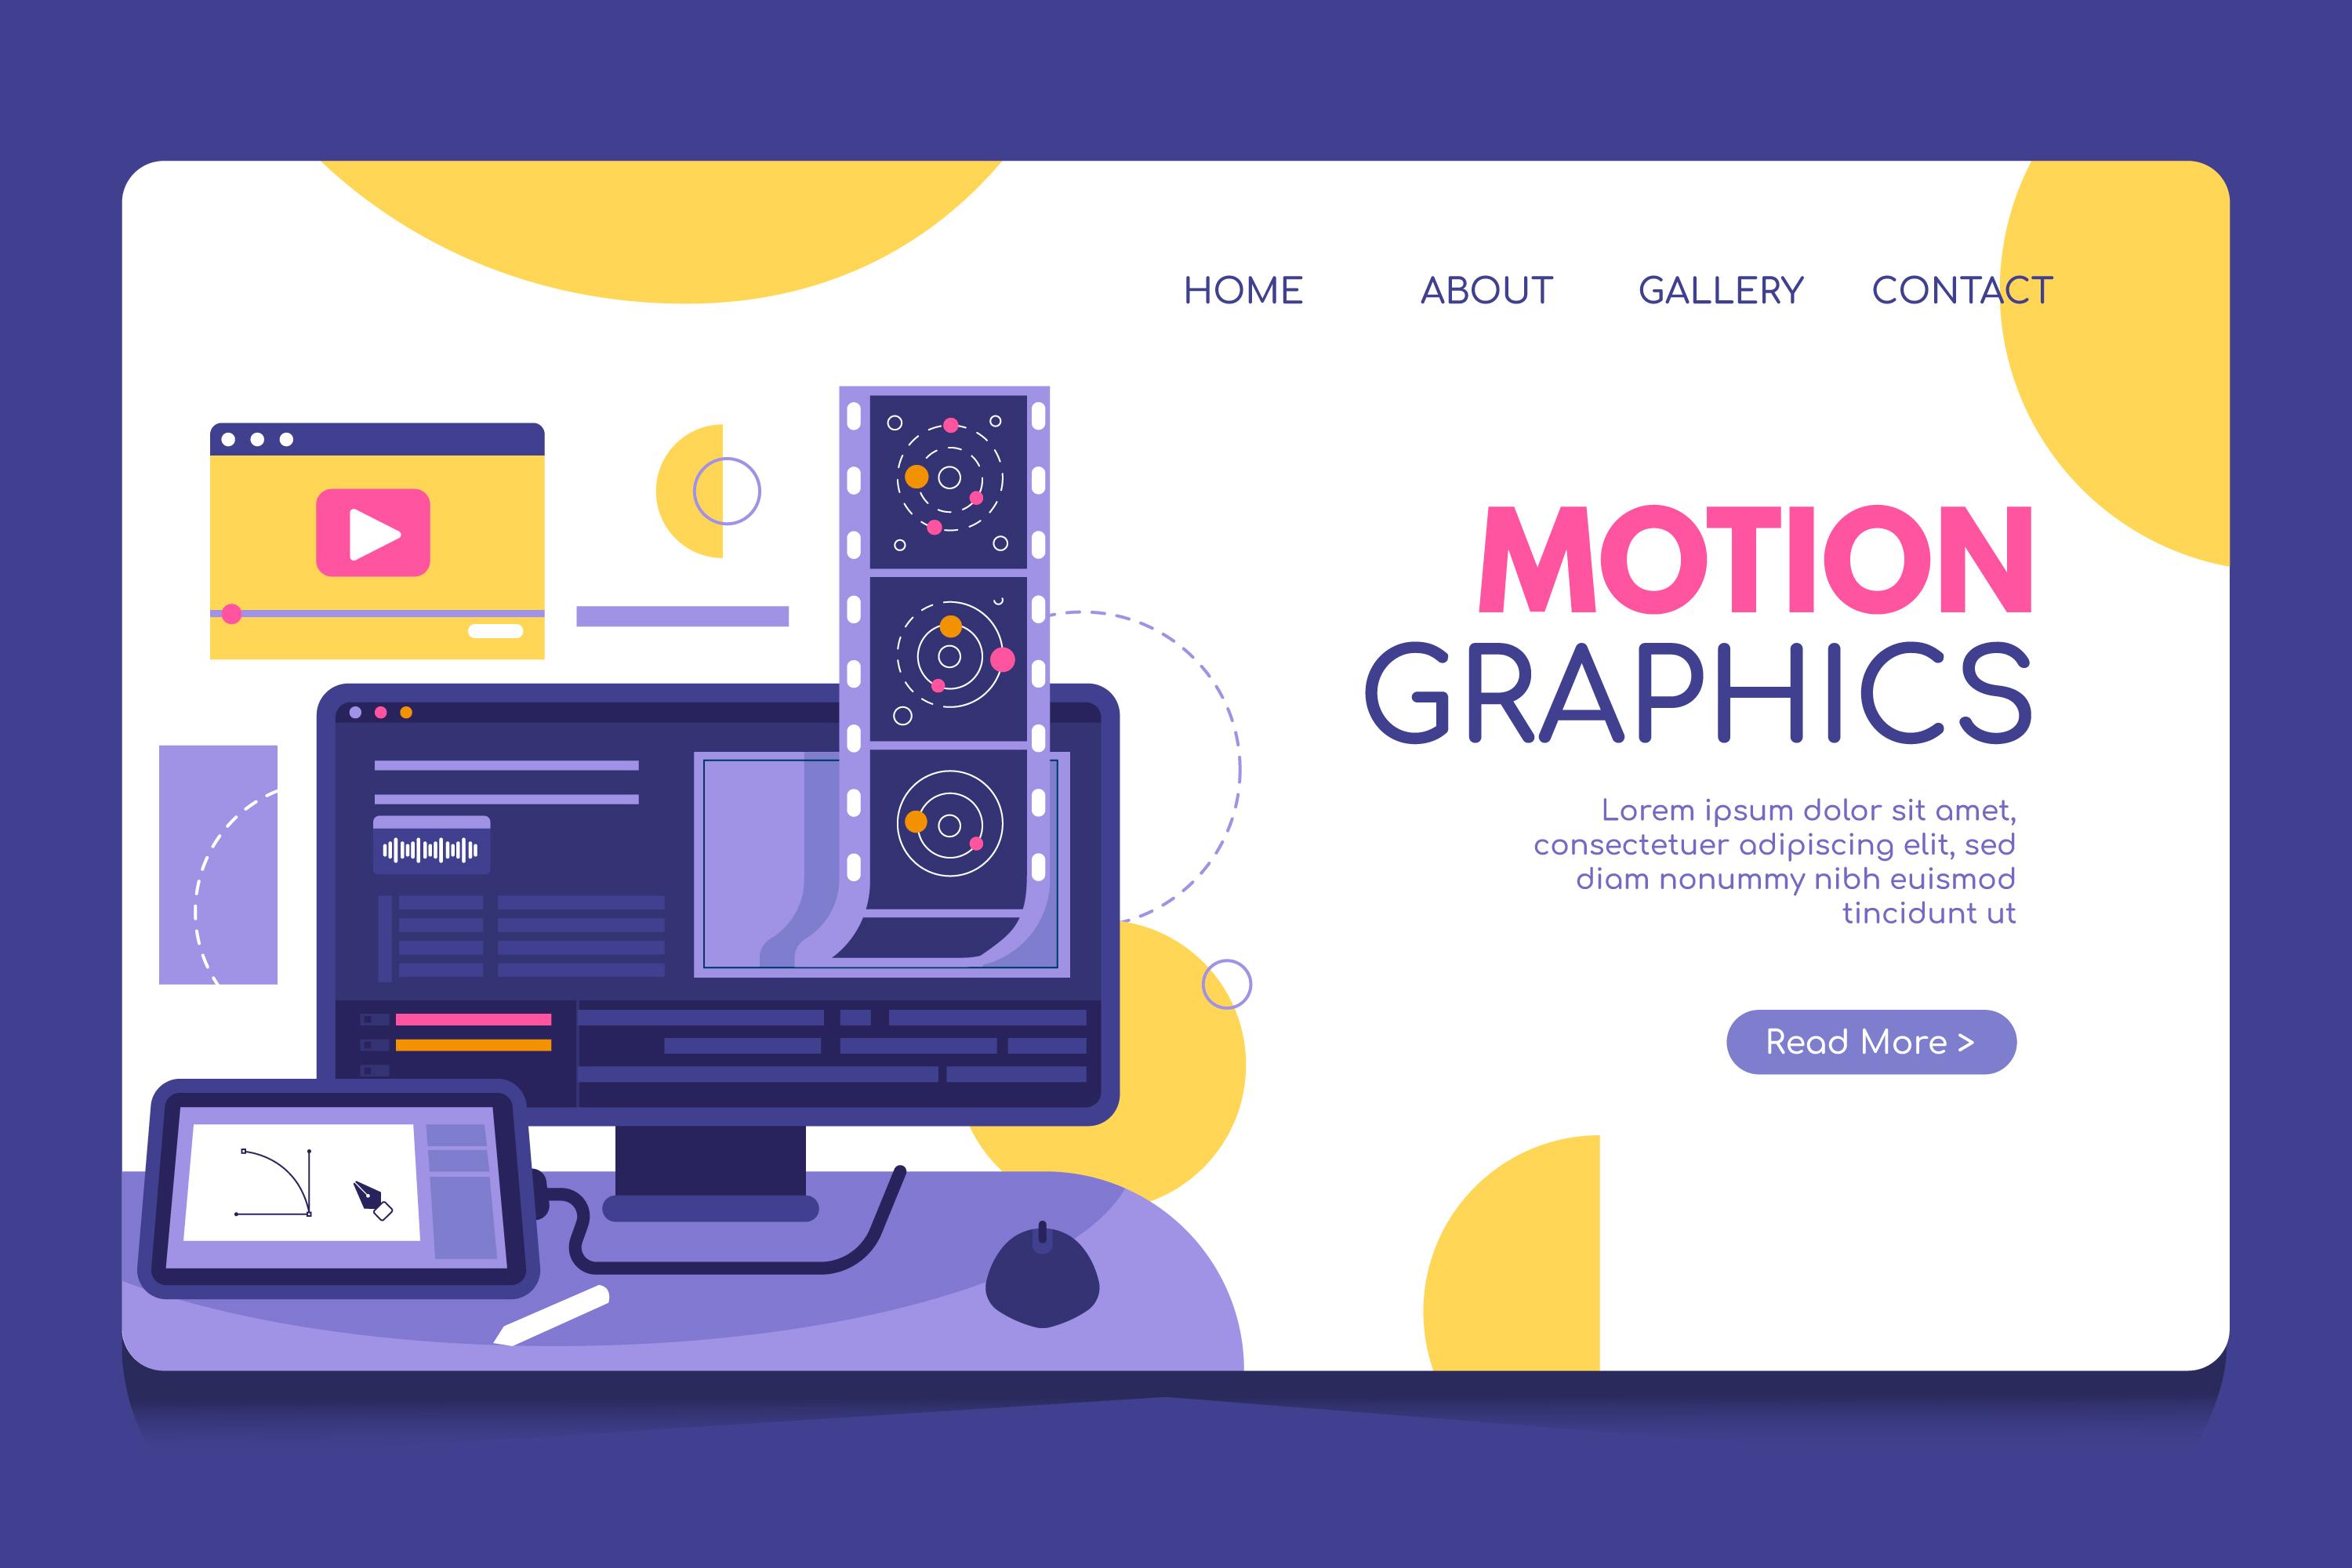 HOME ABOUT GALLERY CONTACT
MOTION
GRAPHICS
Lorem ipsum dolor sit amet,
consectetuer adipiscing elit, sed
diam nonummy nibh euismod
tincidunt ut
Read More >